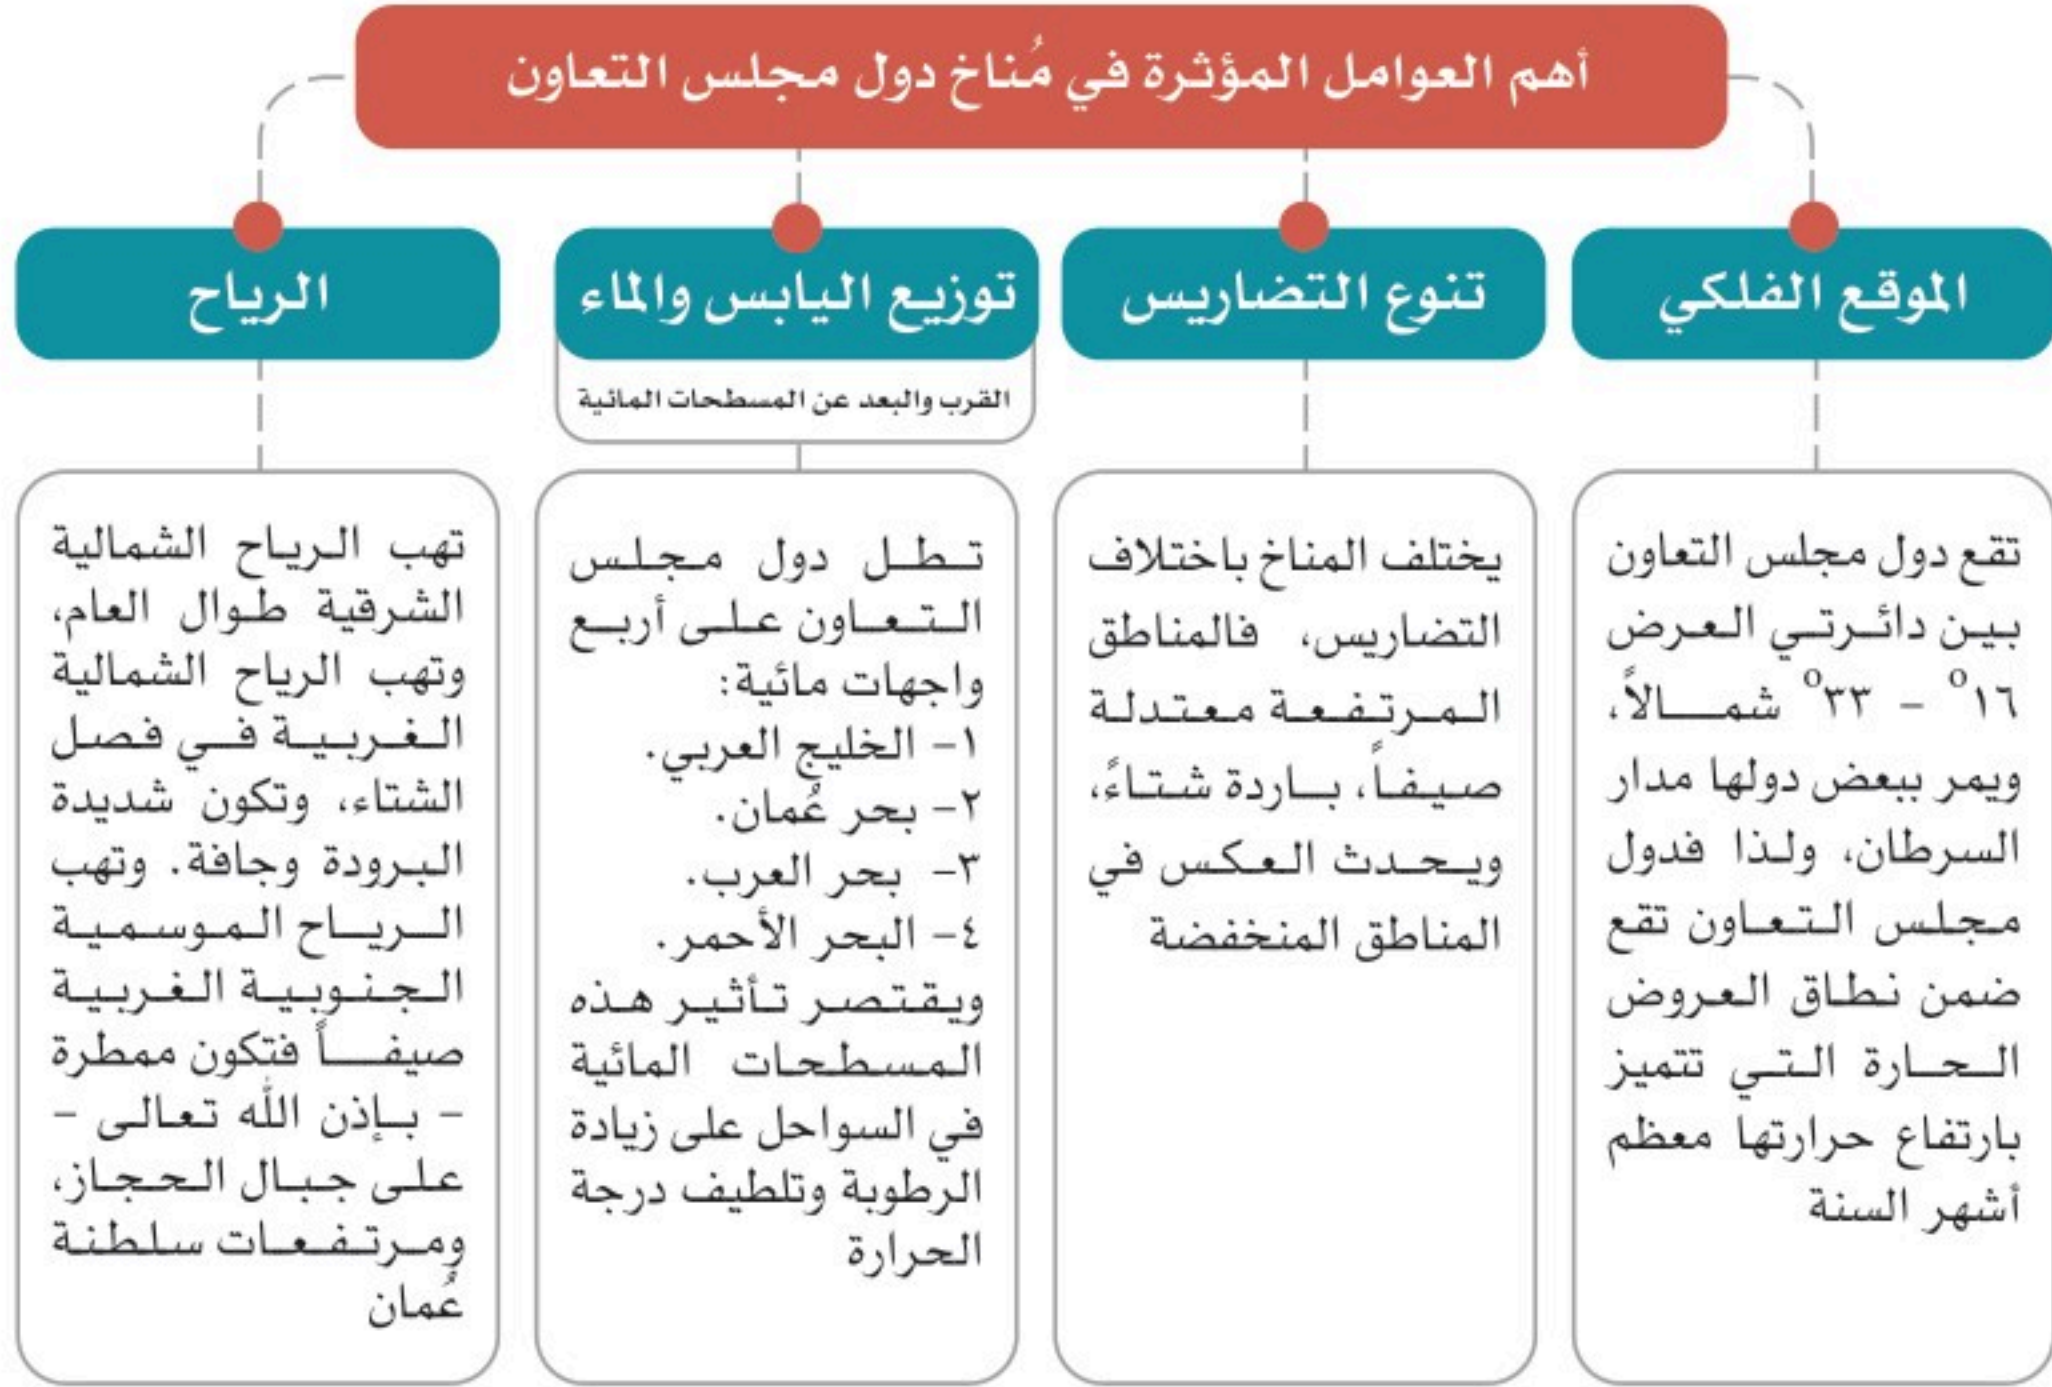 أهم العوامل المؤثرة في مُناخ دول مجلس التعاون
الموقع الفلكي
تقع دول مجلس التعاون
بين دائرتي العرض
١٦° – ٣٣° شمالاً،
ويمر ببعض دولها مدار
السرطان، ولذا فدول
مجلس التعاون تقع
ضمن نطاق العروض
الحارة التي تتميز
بارتفاع حرارتها معظم
أشهر السنة
تنوع التضاريس
يختلف المناخ باختلاف
التضاريس، فالمناطق
المرتفعة معتدلة
صيفاً، باردة شتاءً،
ويحدث العكس في
المناطق المنخفضة
توزيع اليابس والماء
القرب والبعد عن المسطحات المائية
تطل دول مجلس
التعاون على أربع
واجهات مائية:
١- الخليج العربي.
٢- بحر عُمان.
٣- بحر العرب.
٤- البحر الأحمر.
ويقتصر تأثير هذه
المسطحات المائية
في السواحل على زيادة
الرطوبة وتلطيف درجة
الحرارة
الرياح
تهب الرياح الشمالية
الشرقية طوال العام،
وتهب الرياح الشمالية
الغربية في فصل
الشتاء، وتكون شديدة
البرودة وجافة. وتهب
الرياح الموسمية
الجنوبية الغربية
صيفاً فتكون ممطرة
– بإذن الله تعالى –
على جبال الحجاز،
ومرتفعات سلطنة
عُمان